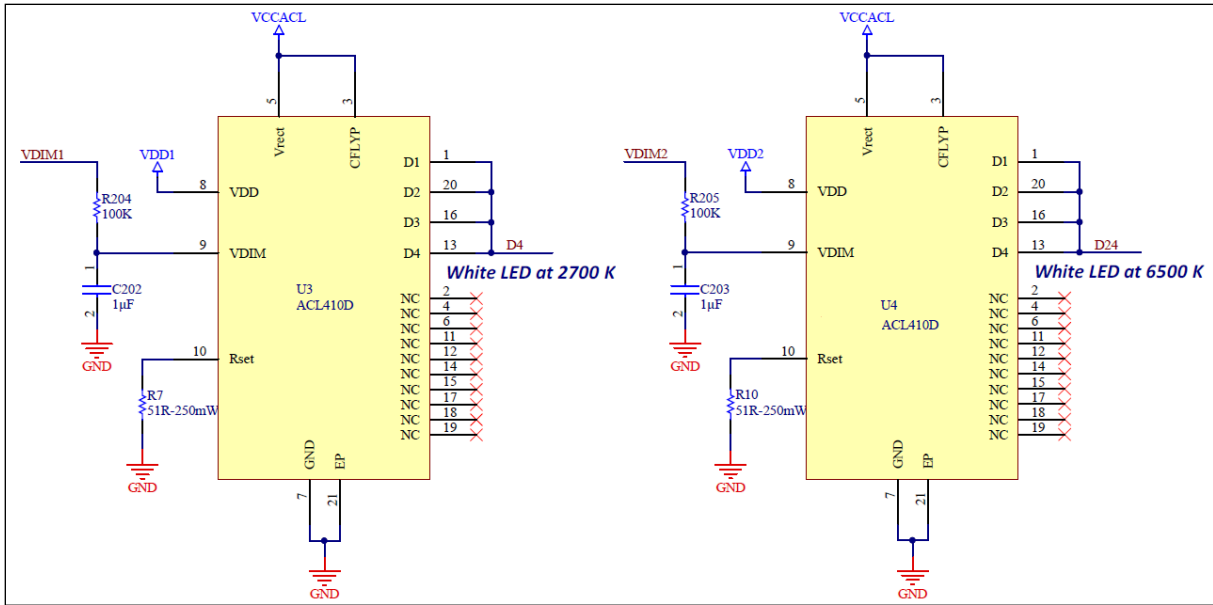 VCCACL
5
3
Vrect
CFLYP
VDIM1
VDD1
R204
100K
8
VDD
9
VDIM
1
C202
1µF
2
GND
10
Rset
R7
51R-250mW
GND
U3
ACL410D
D1
1
D2
20
D3
16
D4
13
D4
White LED at 2700 K
NC
2
NC
4
NC
6
NC
11
NC
12
NC
14
NC
15
NC
17
NC
18
NC
19
GND
EP
7
21
GND
VCCACL
5
3
Vrect
CFLYP
VDIM2
VDD2
R205
100K
8
VDD
9
VDIM
1
C203
1µF
2
GND
10
Rset
R10
51R-250mW
GND
U4
ACL410D
D1
1
D2
20
D3
16
D4
13
D24
White LED at 6500 K
NC
2
NC
4
NC
6
NC
11
NC
12
NC
14
NC
15
NC
17
NC
18
NC
19
GND
EP
7
21
GND